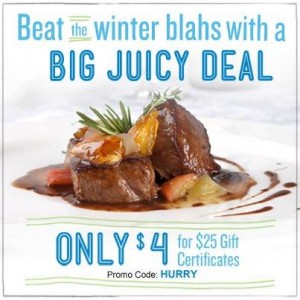 Beat the winter blahs with a
BIG JUICY DEAL
ONLY $4 for $25 Gift
Certificates
Promo Code: HURRY